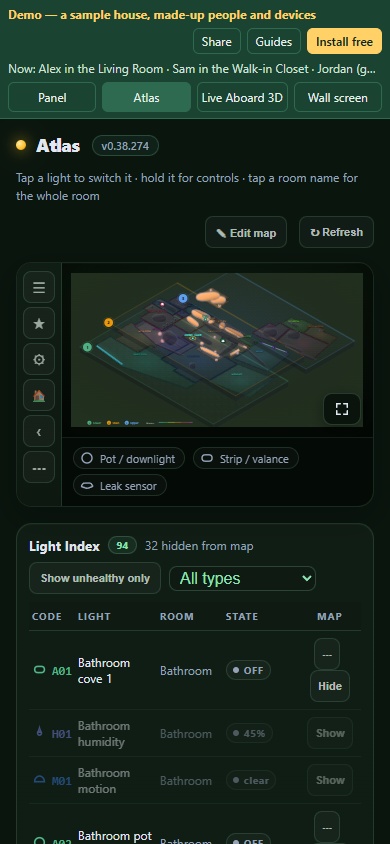 Demo — a sample house, made-up people and devices
Share
Guides
Install free
Now: Alex in the Living Room · Sam in the Walk-in Closet · Jordan (g...
Panel
Atlas
Live Aboard 3D
Wall screen
Atlas
v0.38.274
Tap a light to switch it · hold it for controls · tap a room name for
the whole room
✎ Edit map
↻ Refresh
Pot / downlight
Strip / valance
Leak sensor
Light Index
94
32 hidden from map
Show unhealthy only
All types
CODE LIGHT ROOM STATE MAP
A01 Bathroom cove 1 Bathroom OFF
---
Hide
H01 Bathroom humidity Bathroom 45% Show
M01 Bathroom motion Bathroom clear Show
A02 Bathroom pot Bathroom OFF
---